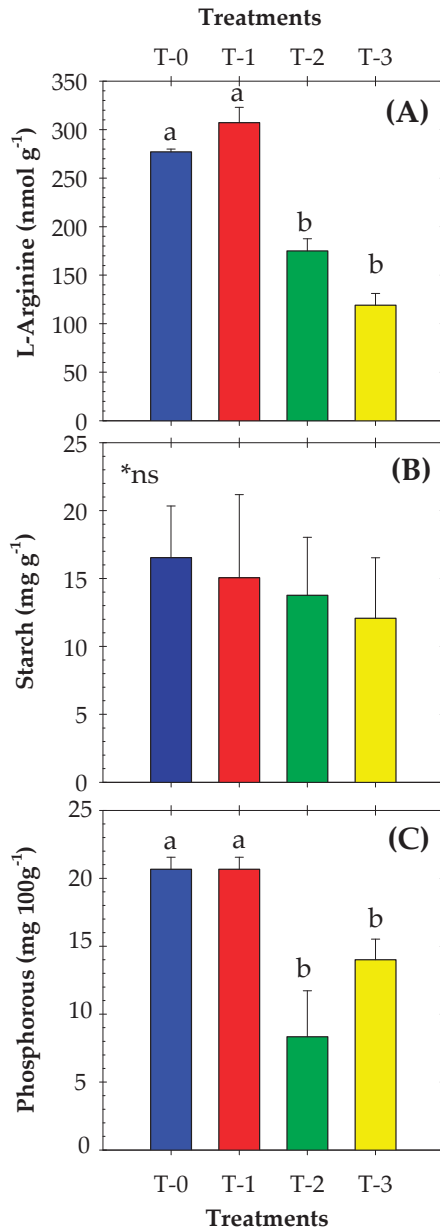 Treatments
T-0 T-1 T-2 T-3
L-Arginine (nmol g-1)
350
300
250
200
150
100
50
0
(A)
a
a
b
b
Starch (mg g-1)
25
20
15
10
5
0
*ns
(B)
Phosphorous (mg 100g-1)
25
20
15
10
5
0
(C)
a
a
b
b
T-0 T-1 T-2 T-3
Treatments